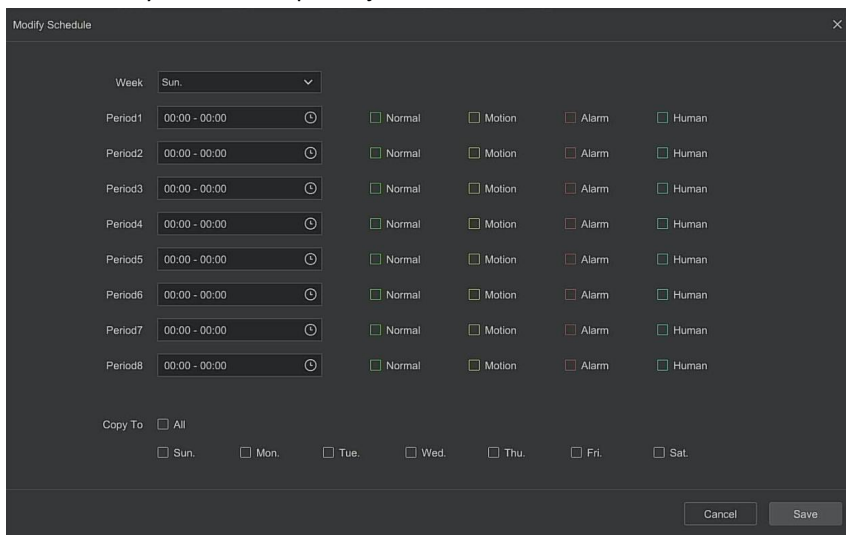 Modify Schedule
Week Sun.
Period1 00:00 - 00:00 Normal Motion Alarm Human
Period2 00:00 - 00:00 Normal Motion Alarm Human
Period3 00:00 - 00:00 Normal Motion Alarm Human
Period4 00:00 - 00:00 Normal Motion Alarm Human
Period5 00:00 - 00:00 Normal Motion Alarm Human
Period6 00:00 - 00:00 Normal Motion Alarm Human
Period7 00:00 - 00:00 Normal Motion Alarm Human
Period8 00:00 - 00:00 Normal Motion Alarm Human
Copy To All
Sun. Mon. Tue. Wed. Thu. Fri. Sat.
Cancel Save